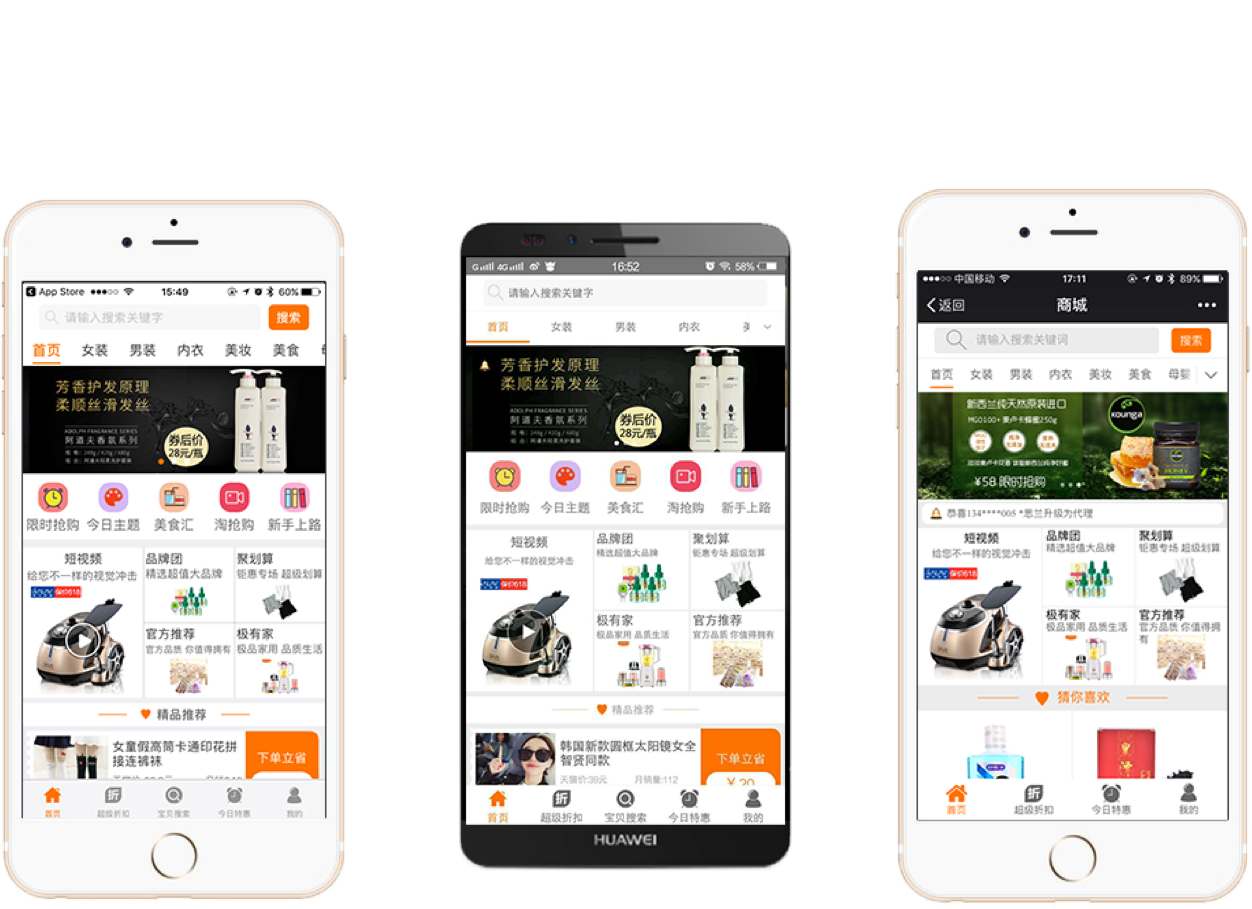 App Store
15:49
60%
请输入搜索关键字
搜索
首页 女装 男装 内衣 美妆 美食
芳香护发原理
柔顺丝滑发丝
ADOLPH FRAGRANCE SERIES
阿道夫香氛系列
券后价
28元/瓶
限时抢购 今日主题 美食汇 淘抢购 新手上路
短视频
给您不一样的视觉冲击
品牌团
精选超值大品牌
聚划算
钜惠专场 超级划算
官方推荐
官方品质 你值得拥有
极有家
极品家用 品质生活
精品推荐
女童假高筒卡通印花拼
接连裤袜
下单立省
首页 超级折扣 宝贝搜索 今日特惠 我的
16:52
58%
请输入搜索关键字
首页 女装 男装 内衣
芳香护发原理
柔顺丝滑发丝
ADOLPH FRAGRANCE SERIES
阿道夫香氛系列
券后价
28元/瓶
限时抢购 今日主题 美食汇 淘抢购 新手上路
短视频
给您不一样的视觉冲击
品牌团
精选超值大品牌
聚划算
钜惠专场 超级划算
极有家
极品家用 品质生活
官方推荐
官方品质 你值得拥有
精品推荐
韩国新款圆框太阳镜女全
智贤同款
天猫价:39元 月销量:112
下单立省
首页 超级折扣 宝贝搜索 今日特惠 我的
HUAWEI
中国移动
17:11
89%
返回
商城
请输入搜索关键词
搜索
首页 女装 男装 内衣 美妆 美食 母婴
新西兰纯天然原装进口
kounga
HONEY
¥58 限时抢购
恭喜134****005 *思兰升级为代理
短视频
给您不一样的视觉冲击
品牌团
精选超值大品牌
聚划算
钜惠专场 超级划算
极有家
极品家用 品质生活
官方推荐
官方品质 你值得拥
有
猜你喜欢
首页 超级折扣 今日特惠 我的